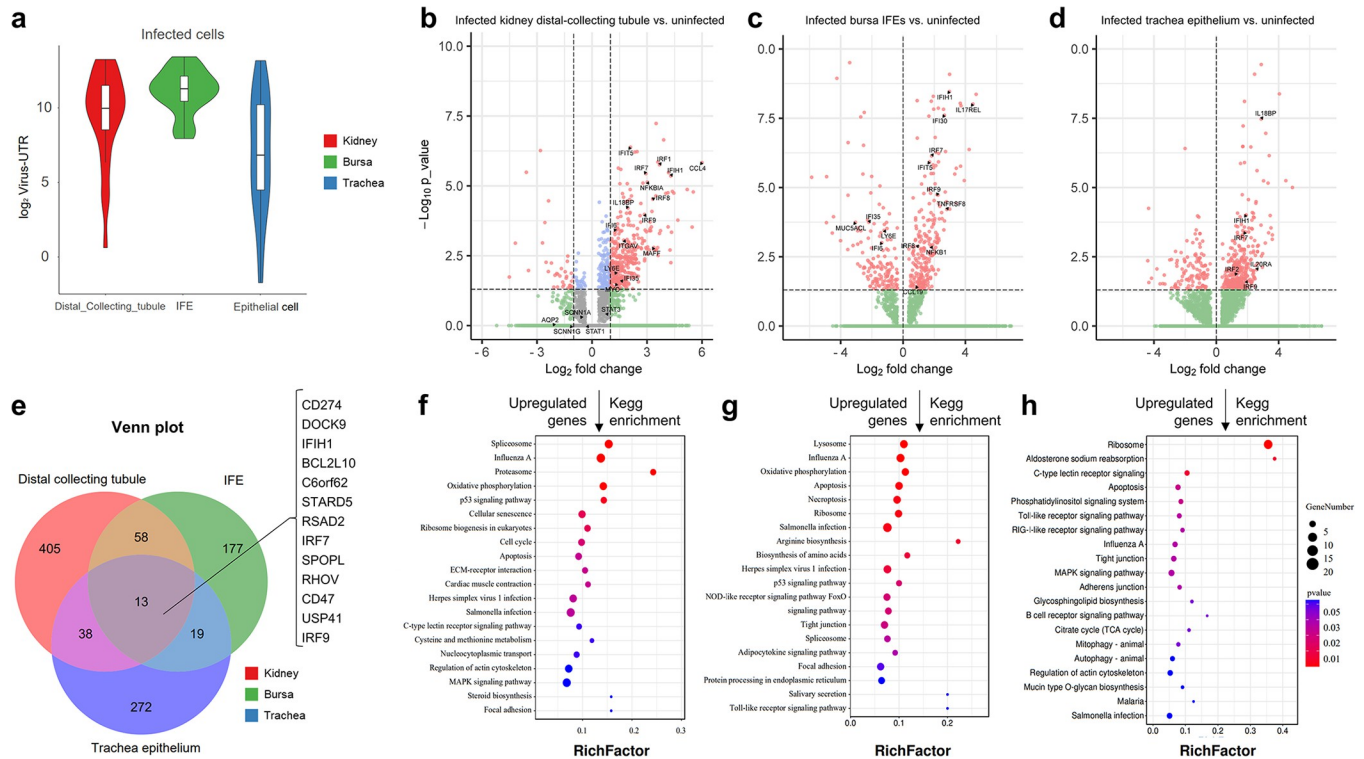 a
Infected cells
log2 Virus-UTR
10
5
0
Distal_Collecting_tubule
IFE
Epithelial cell
Kidney
Bursa
Trachea
b
Infected kidney distal-collecting tubule vs. uninfected
– Log10 p_value
10.0
7.5
5.0
2.5
0.0
IFIT5
IRF1
IRF7
IFIH1
CCL4
NFKBIA
IRF8
IL18BP
IRF9
IFI6
ITGAV
MAFF
LY6E
IFI35
MYC
SCNN1A
STAT3
AQP2
SCNN1G
STAT1
- 6
- 3
0
3
6
Log2 fold change
c
Infected bursa IFEs vs. uninfected
0.0
7.5
5.0
2.5
0.0
IFIH1
IL17REL
IFI30
IRF7
IFIT5
IRF9
TNFRSF8
IFI35
MUC5ACL
LY6E
IFI6
IRF8
NFKB1
CCL19
- 4
0
4
Log2 fold change
d
Infected trachea epithelium vs. uninfected
0.0
7.5
5.0
2.5
0.0
IL18BP
IFIH1
IRF7
IL20RA
IRF2
IRF9
- 4
0
4
Log2 fold change
e
Venn plot
Distal collecting tubule
IFE
405
58
177
13
38
19
272
Trachea epithelium
CD274
DOCK9
IFIH1
BCL2L10
C6orf62
STARD5
RSAD2
IRF7
SPOPL
RHOV
CD47
USP41
IRF9
Kidney
Bursa
Trachea
f
Upregulated genes
Kegg enrichment
Spliceosome
Influenza A
Proteasome
Oxidative phosphorylation
p53 signaling pathway
Cellular senescence
Ribosome biogenesis in eukaryotes
Cell cycle
Apoptosis
ECM-receptor interaction
Cardiac muscle contraction
Herpes simplex virus 1 infection
Salmonella infection
C-type lectin receptor signaling pathway
Cysteine and methionine metabolism
Nucleocytoplasmic transport
Regulation of actin cytoskeleton
MAPK signaling pathway
Steroid biosynthesis
Focal adhesion
0.1
0.2
0.3
RichFactor
g
Upregulated genes
Kegg enrichment
Lysosome
Influenza A
Oxidative phosphorylation
Apoptosis
Necroptosis
Ribosome
Salmonella infection
Arginine biosynthesis
Biosynthesis of amino acids
Herpes simplex virus 1 infection
p53 signaling pathway
NOD-like receptor signaling pathway FoxO
signaling pathway
Tight junction
Spliceosome
Adipocytokine signaling pathway
Focal adhesion
Protein processing in endoplasmic reticulum
Salivary secretion
Toll-like receptor signaling pathway
0.0
0.1
0.2
RichFactor
h
Upregulated genes
Kegg enrichment
Ribosome
Aldosterone sodium reabsorption
C-type lectin receptor signaling
Apoptosis
Phosphatidylinositol signaling system
Toll-like receptor signaling pathway
RIG-I-like receptor signaling pathway
Influenza A
Tight junction
MAPK signaling pathway
Adherens junction
Glycosphingolipid biosynthesis
B cell receptor signaling pathway
Citrate cycle (TCA cycle)
Mitophagy - animal
Autophagy - animal
Regulation of actin cytoskeleton
Mucin type O-glycan biosynthesis
Malaria
Salmonella infection
0.0
0.1
0.2
0.3
0.4
RichFactor
GeneNumber
5
10
15
20
pvalue
0.05
0.04
0.03
0.02
0.01